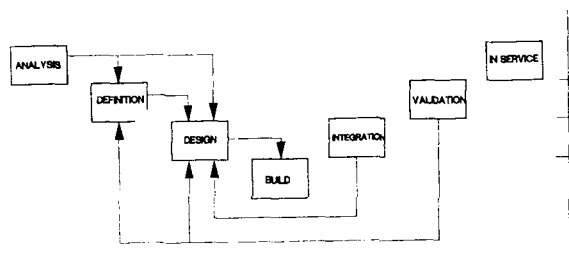 ANALYSIS
IN SERVICE
DEFINITION
VALIDATION
DESIGN
INTEGRATION
BUILD